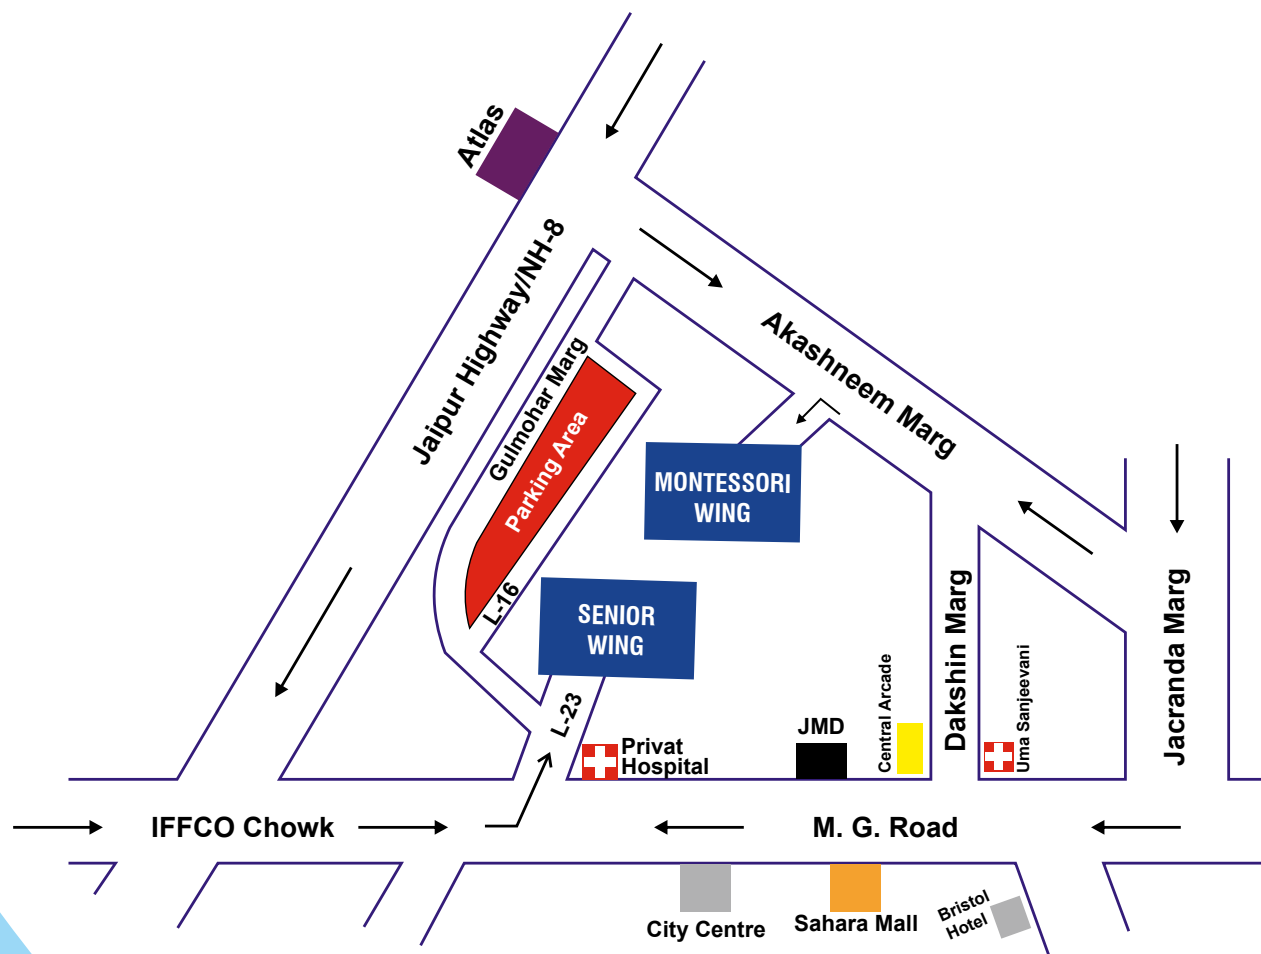 Atlas
Jaipur Highway/NH-8
Akashneem Marg
Gulmohar Marg
Parking Area
MONTESSORI
WING
L-16
SENIOR
WING
L-23
Dakshin Marg
Jacranda Marg
Central Arcade
Uma Sanjeevani
JMD
Privat
Hospital
IFFCO Chowk
M. G. Road
City Centre
Sahara Mall
Bristol
Hotel